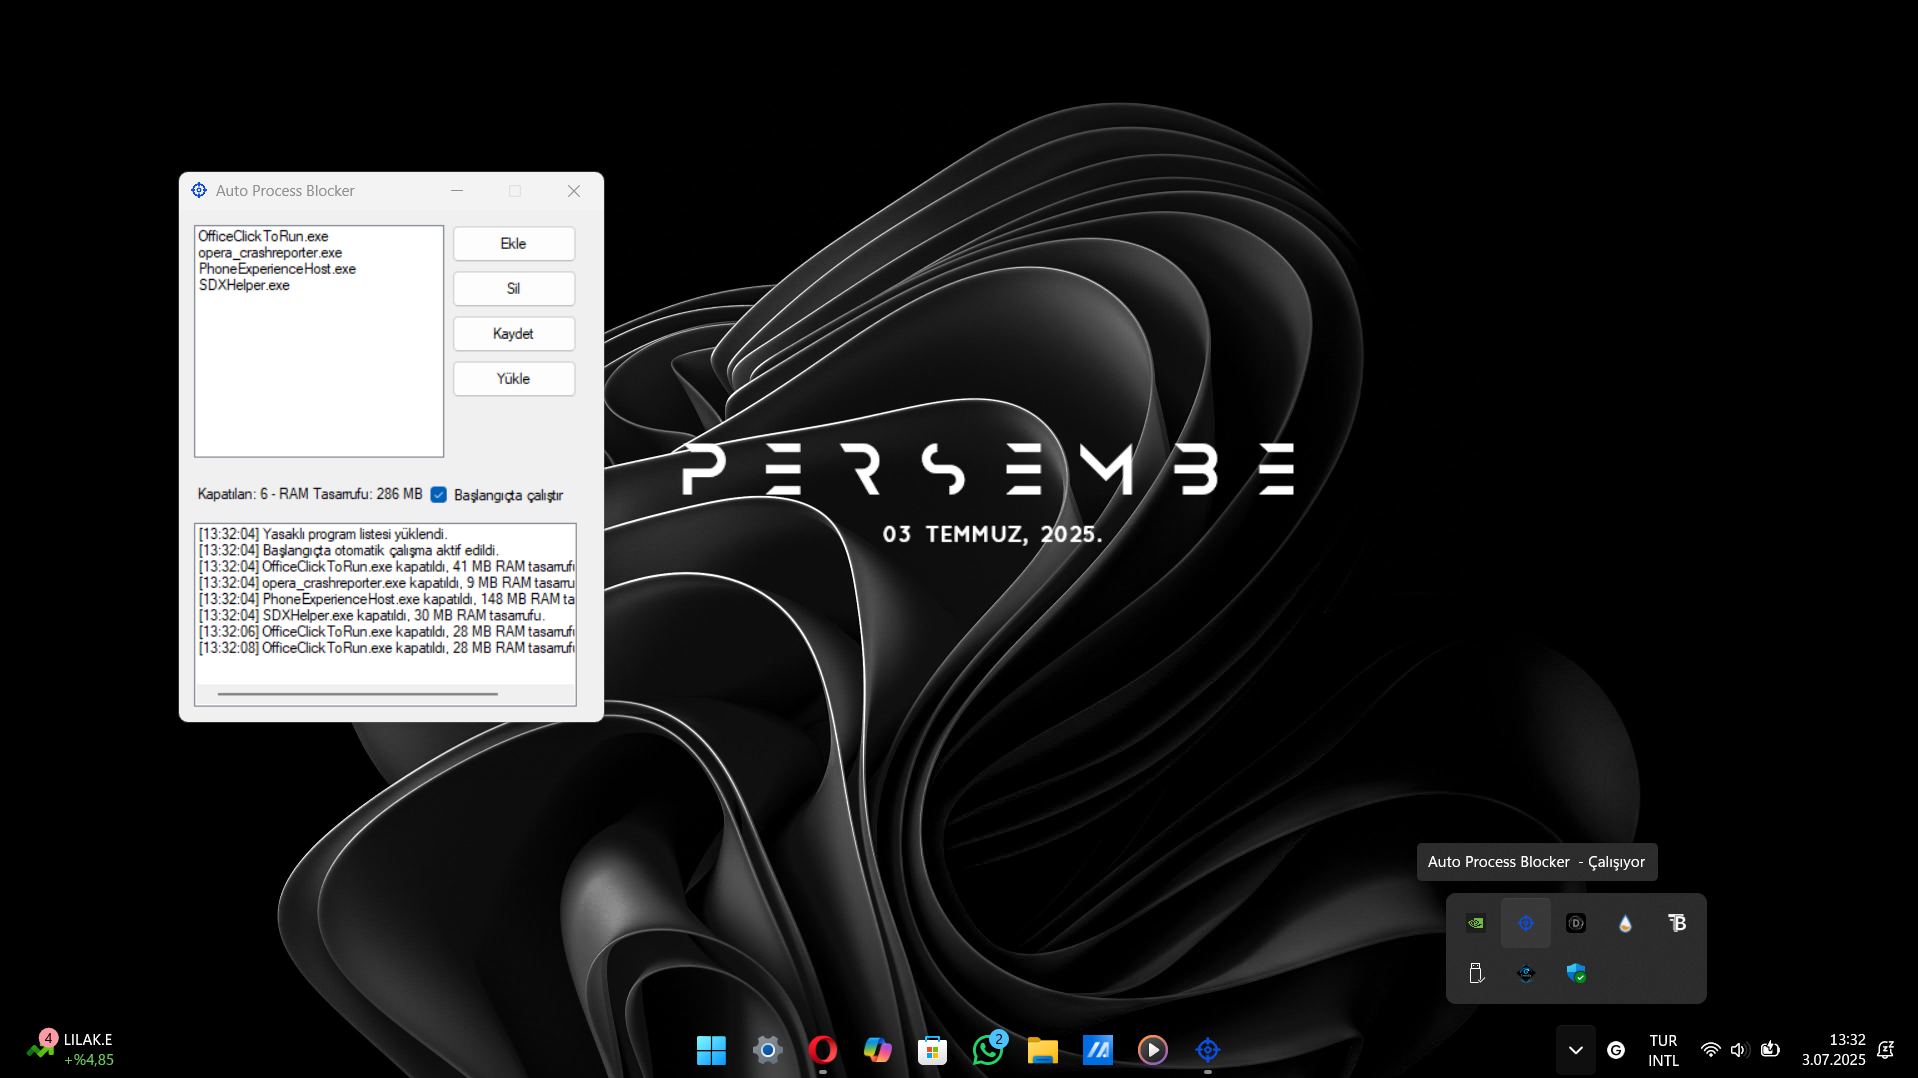 Auto Process Blocker
OfficeClickToRun.exe
opera_crashreporter.exe
PhoneExperienceHost.exe
SDXHelper.exe
Ekle
Sil
Kaydet
Yükle
Kapatılan: 6 - RAM Tasarrufu: 286 MB
Başlangıçta çalıştır
[13:32:04] Yasaklı program listesi yüklendi.
[13:32:04] Başlangıçta otomatik çalışma aktif edildi.
[13:32:04] OfficeClickToRun.exe kapatıldı, 41 MB RAM tasarrufu
[13:32:04] opera_crashreporter.exe kapatıldı, 9 MB RAM tasarru
[13:32:04] PhoneExperienceHost.exe kapatıldı, 148 MB RAM ta
[13:32:04] SDXHelper.exe kapatıldı, 30 MB RAM tasarrufu.
[13:32:06] OfficeClickToRun.exe kapatıldı, 28 MB RAM tasarrufu
[13:32:08] OfficeClickToRun.exe kapatıldı, 28 MB RAM tasarrufu
PERSEMBE
03 TEMMUZ, 2025.
Auto Process Blocker - Çalışıyor
4
LILAK.E
+%4,85
2
G
TUR
INTL
13:32
3.07.2025